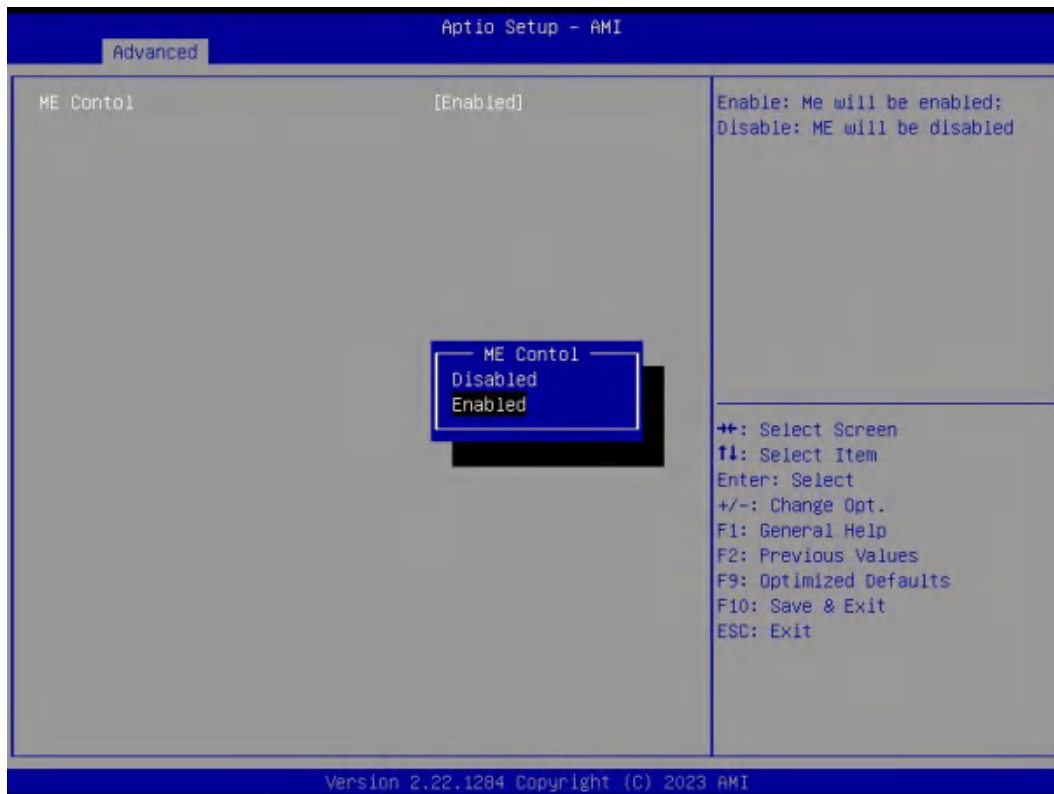 Aptio Setup – AMI
Advanced
ME Contol [Enabled]
Enable: Me will be enabled;
Disable: ME will be disabled
ME Contol
Disabled
Enabled
→←: Select Screen
↑↓: Select Item
Enter: Select
+/-: Change Opt.
F1: General Help
F2: Previous Values
F9: Optimized Defaults
F10: Save & Exit
ESC: Exit
Version 2.22.1284 Copyright (C) 2023 AMI